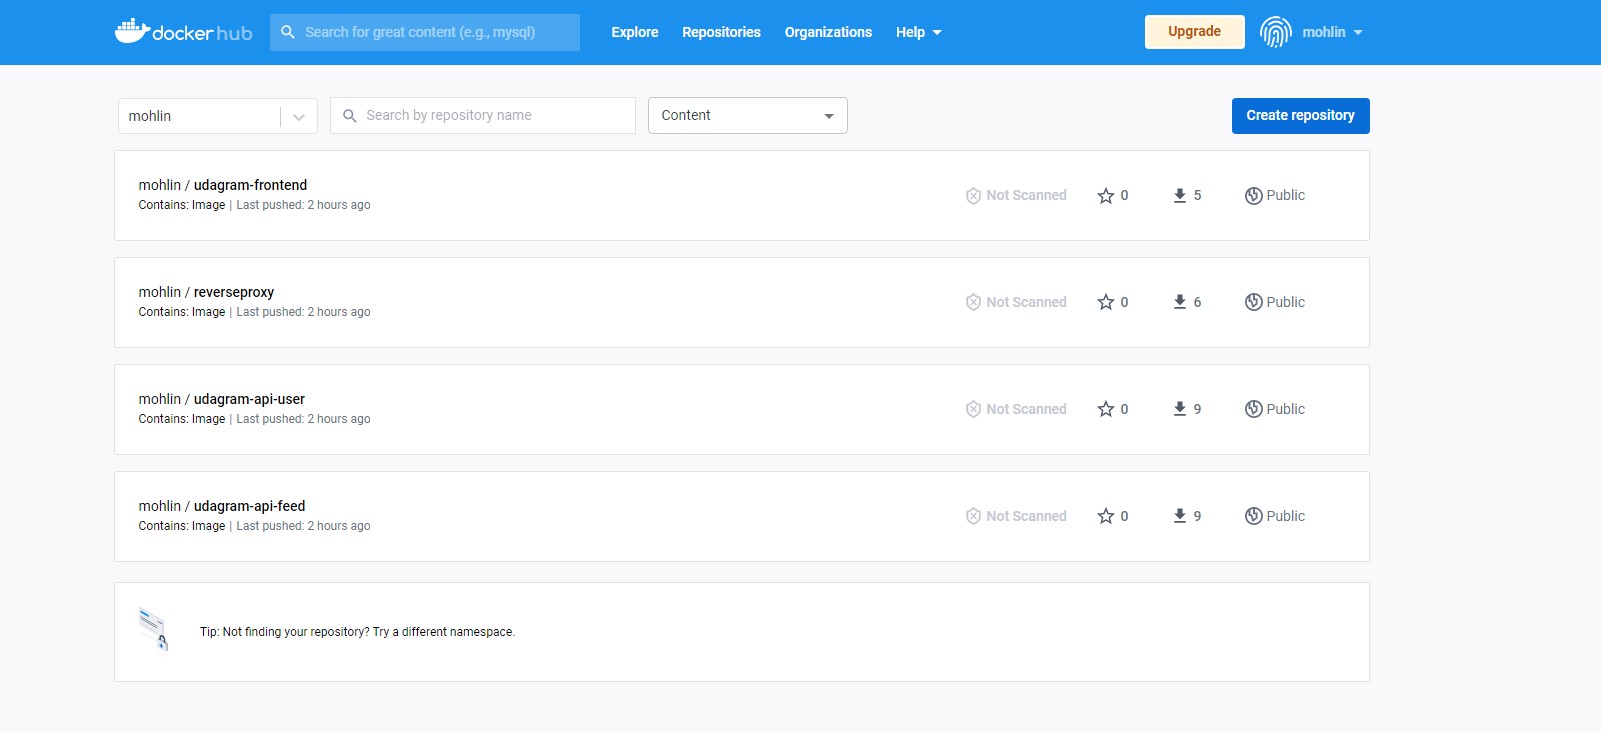 docker hub Search for great content (e.g., mysql) Explore Repositories Organizations Help Upgrade mohlin
mohlin Search by repository name Content Create repository
mohlin / udagram-frontend
Contains: Image | Last pushed: 2 hours ago
Not Scanned 0 5 Public
mohlin / reverseproxy
Contains: Image | Last pushed: 2 hours ago
Not Scanned 0 6 Public
mohlin / udagram-api-user
Contains: Image | Last pushed: 2 hours ago
Not Scanned 0 9 Public
mohlin / udagram-api-feed
Contains: Image | Last pushed: 2 hours ago
Not Scanned 0 9 Public
Tip: Not finding your repository? Try a different namespace.